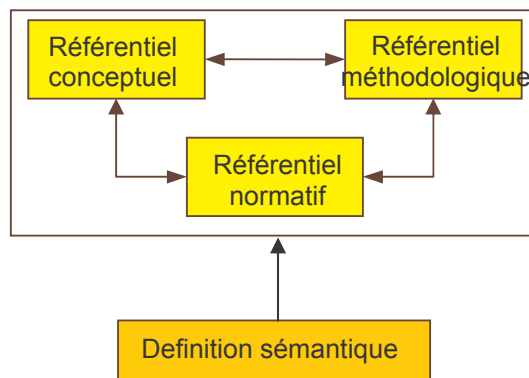 Référentiel
conceptuel
Référentiel
méthodologique
Référentiel
normatif
Definition sémantique